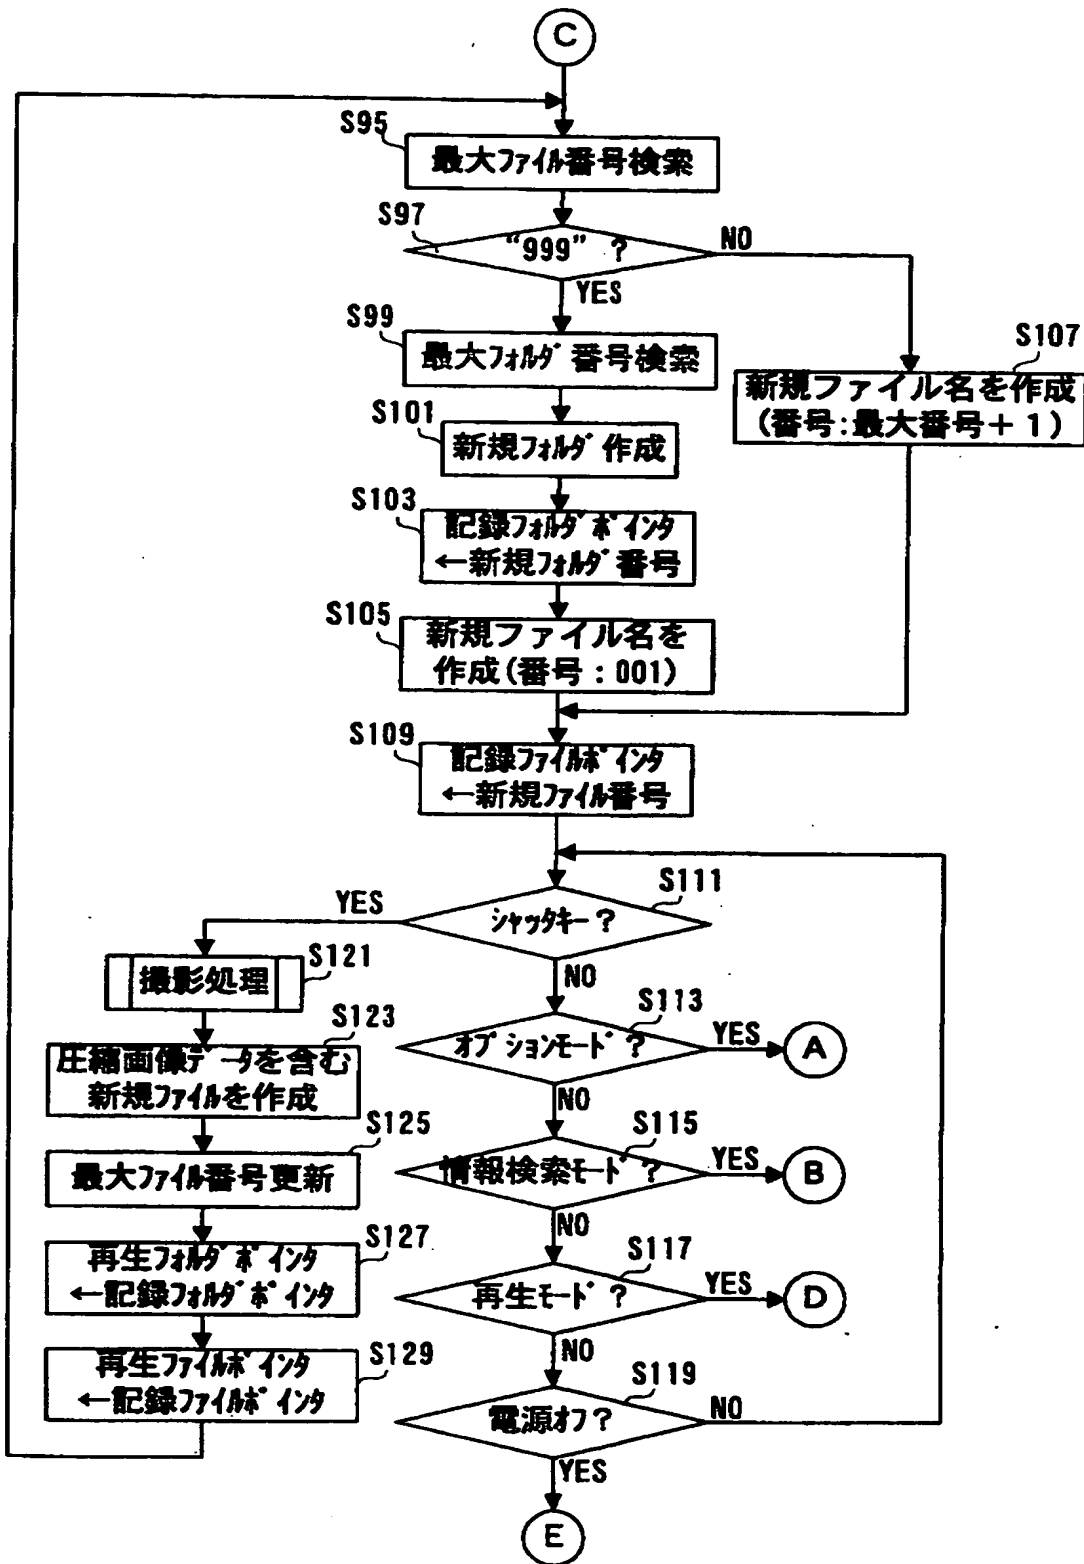 C
S95
最大ファイル番号検索
S97
“999” ?
NO
YES
S99
最大フォルダ番号検索
S107
新規ファイル名を作成
(番号:最大番号+1)
S101
新規フォルダ作成
S103
記録フォルダポインタ
←新規フォルダ番号
S105
新規ファイル名を
作成(番号:001)
S109
記録ファイルポインタ
←新規ファイル番号
S111
YES
シャッタキー?
NO
S121
撮影処理
S113
オプションモード?
YES
A
NO
S123
圧縮画像データを含む
新規ファイルを作成
S115
情報検索モード?
YES
B
NO
S125
最大ファイル番号更新
S117
再生モード?
YES
D
NO
S127
再生フォルダポインタ
←記録フォルダポインタ
S119
電源オフ?
NO
YES
S129
再生ファイルポインタ
←記録ファイルポインタ
E